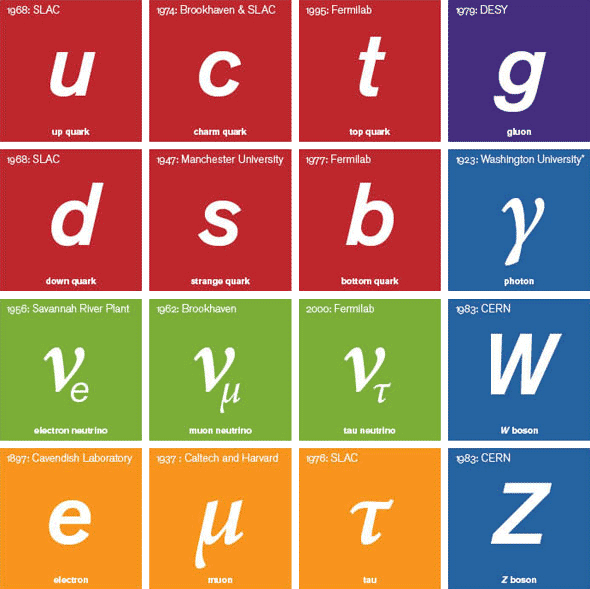 1968: SLAC
u
up quark
1974: Brookhaven & SLAC
c
charm quark
1995: Fermilab
t
top quark
1979: DESY
g
gluon
1968: SLAC
d
down quark
1947: Manchester University
s
strange quark
1977: Fermilab
b
bottom quark
1923: Washington University*
γ
photon
1956: Savannah River Plant
νe
electron neutrino
1962: Brookhaven
νμ
muon neutrino
2000: Fermilab
ντ
tau neutrino
1983: CERN
W
W boson
1897: Cavendish Laboratory
e
electron
1937 : Caltech and Harvard
μ
muon
1976: SLAC
τ
tau
1983: CERN
Z
Z boson